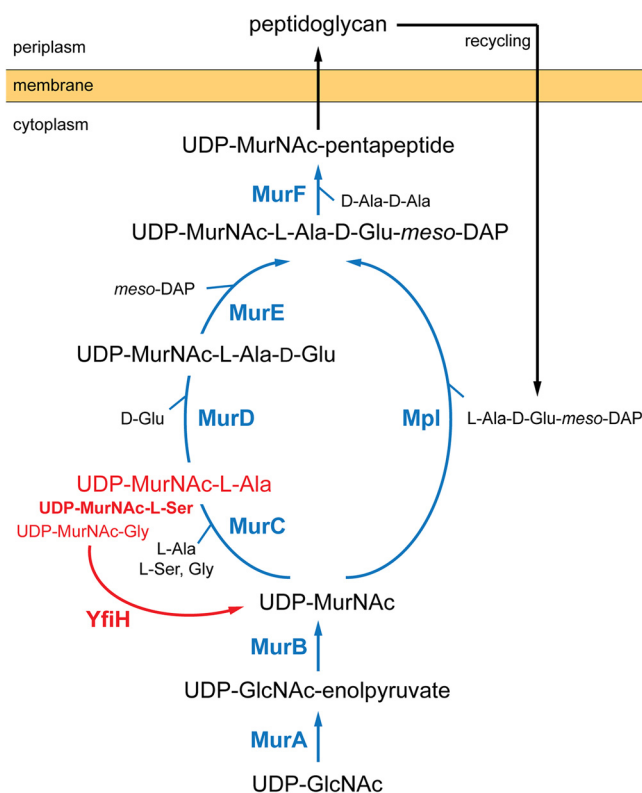 peptidoglycan
periplasm
recycling
membrane
cytoplasm
UDP-MurNAc-pentapeptide
MurF
D-Ala-D-Ala
UDP-MurNAc-L-Ala-D-Glu-meso-DAP
meso-DAP
MurE
UDP-MurNAc-L-Ala-D-Glu
D-Glu
MurD
Mpl
L-Ala-D-Glu-meso-DAP
UDP-MurNAc-L-Ala
UDP-MurNAc-L-Ser
UDP-MurNAc-Gly
MurC
L-Ala
L-Ser, Gly
UDP-MurNAc
YfiH
MurB
UDP-GlcNAc-enolpyruvate
MurA
UDP-GlcNAc